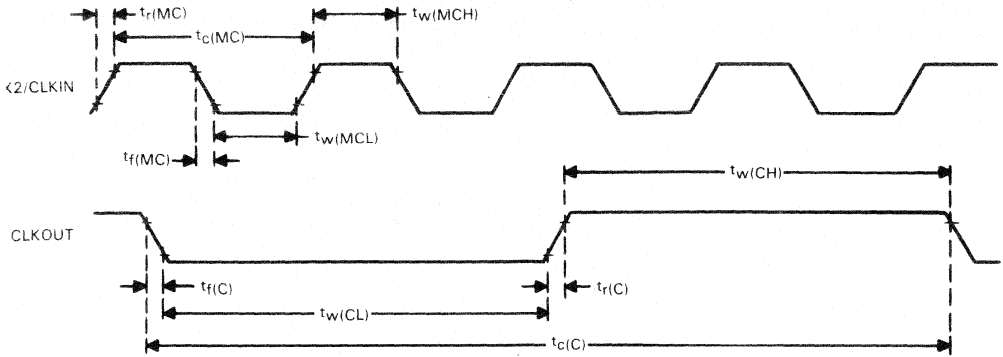 tr(MC)
tw(MCH)
tc(MC)
X2/CLKIN
tw(MCL)
tf(MC)
tw(CH)
CLKOUT
tf(C)
tr(C)
tw(CL)
tc(C)